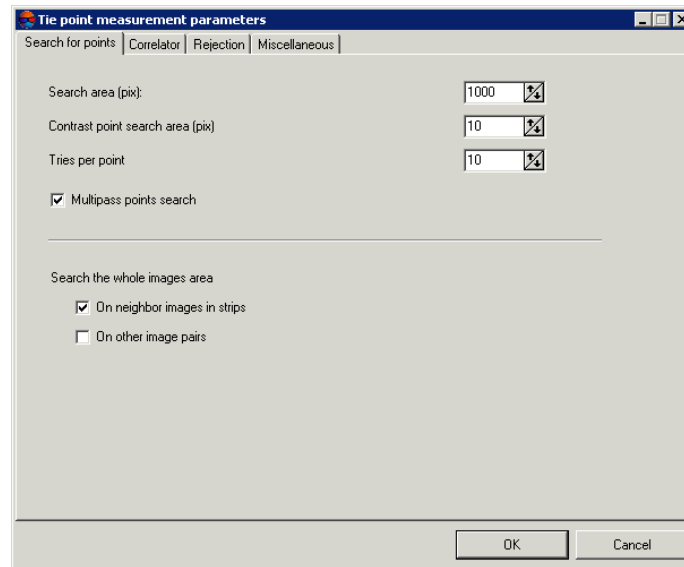 Tie point measurement parameters
Search for points Correlator Rejection Miscellaneous
Search area (pix): 1000
Contrast point search area (pix) 10
Tries per point 10
Multipass points search
Search the whole images area
On neighbor images in strips
On other image pairs
OK Cancel